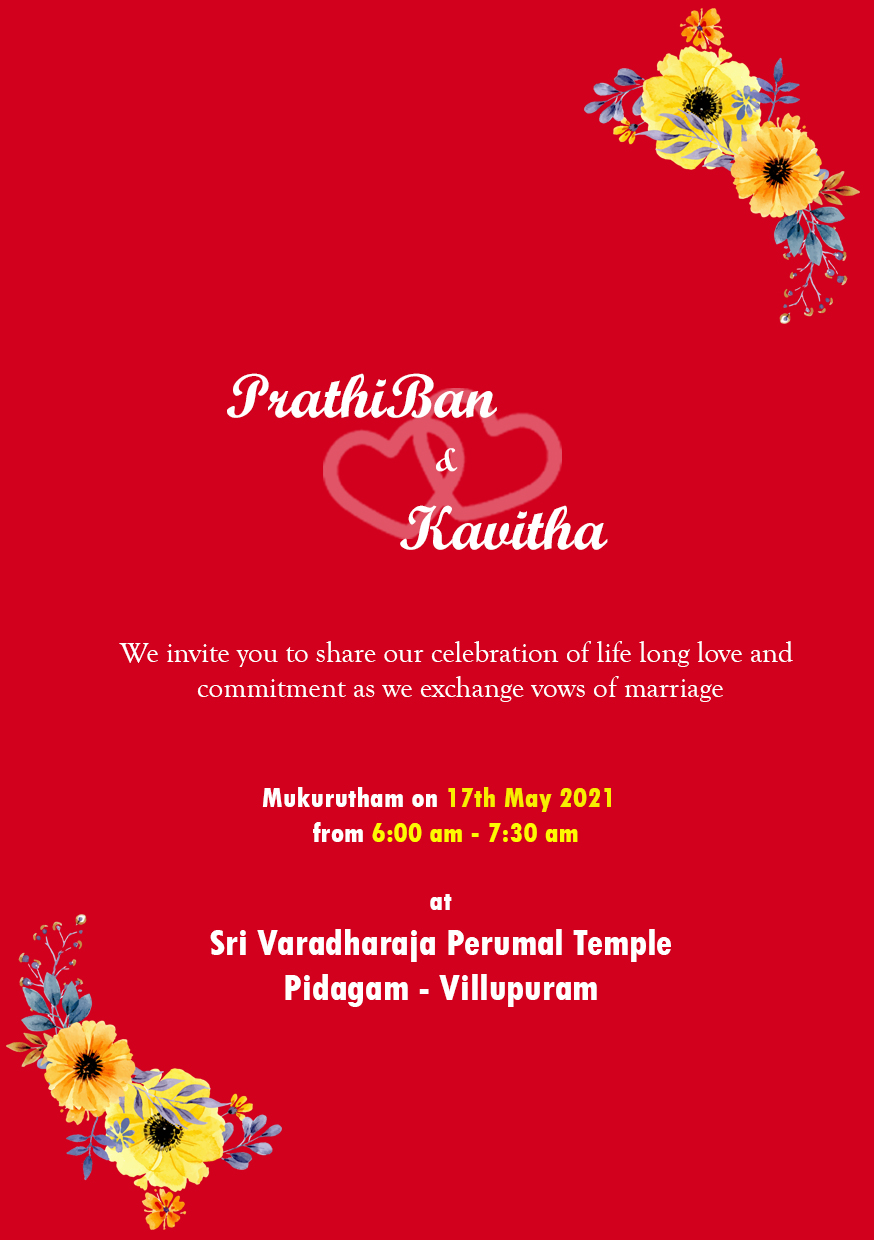 PrathiBan
&
Kavitha
We invite you to share our celebration of life long love and
commitment as we exchange vows of marriage
Mukurutham on 17th May 2021
from 6:00 am - 7:30 am
at
Sri Varadharaja Perumal Temple
Pidagam - Villupuram